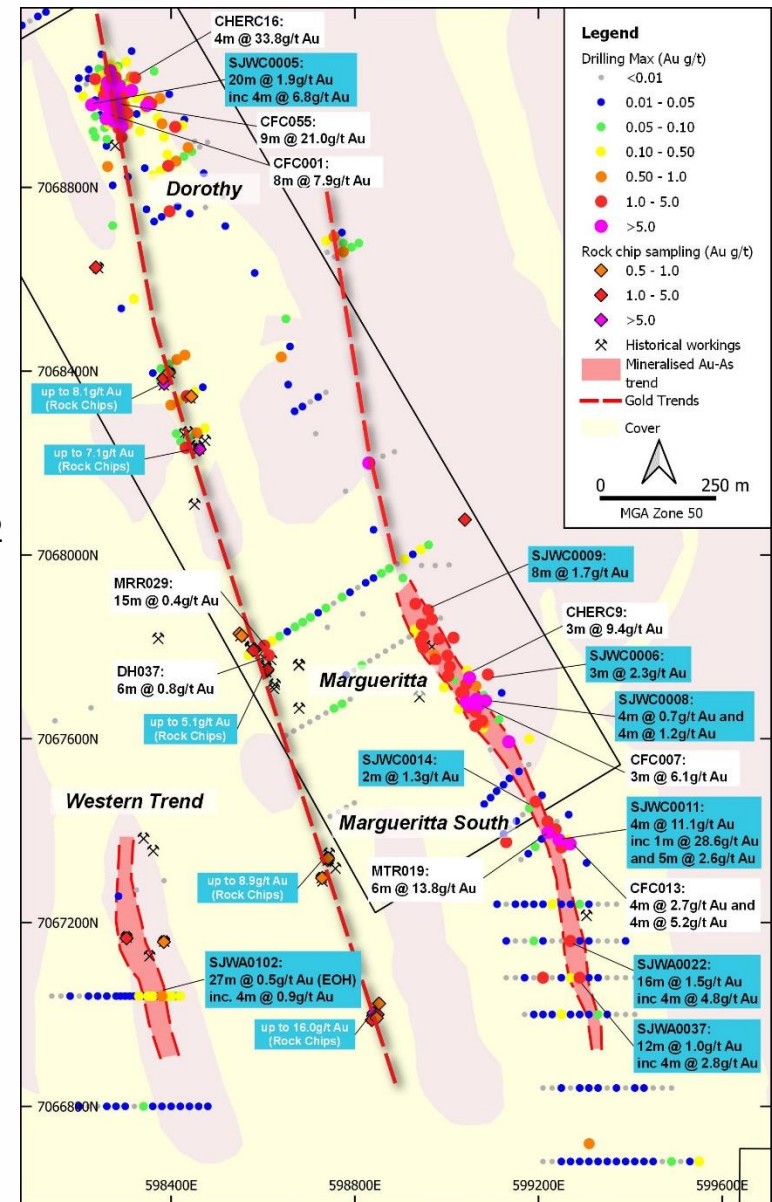 CHERC16:
4m @ 33.8g/t Au
SJWC0005:
20m @ 1.9g/t Au
inc 4m @ 6.8g/t Au
CFC055:
9m @ 21.0g/t Au
CFC001:
8m @ 7.9g/t Au
Dorothy
Legend
Drilling Max (Au g/t)
<0.01
0.01 - 0.05
0.05 - 0.10
0.10 - 0.50
0.50 - 1.0
1.0 - 5.0
>5.0
Rock chip sampling (Au g/t)
0.5 - 1.0
1.0 - 5.0
>5.0
Historical workings
Mineralised Au-As
trend
Gold Trends
Cover
0 250 m
MGA Zone 50
7068800N
7068400N
up to 8.1g/t Au
(Rock Chips)
up to 7.1g/t Au
(Rock Chips)
7068000N
SJWC0009:
8m @ 1.7g/t Au
MRR029:
15m @ 0.4g/t Au
CHERC9:
3m @ 9.4g/t Au
DH037:
6m @ 0.8g/t Au
Margueritta
SJWC0006:
3m @ 2.3g/t Au
SJWC0008:
4m @ 0.7g/t Au and
4m @ 1.2g/t Au
up to 5.1g/t Au
(Rock Chips)
7067600N
SJWC0014:
2m @ 1.3g/t Au
CFC007:
3m @ 6.1g/t Au
Western Trend
Margueritta South
SJWC0011:
4m @ 11.1g/t Au
inc 1m @ 28.6g/t Au
and 5m @ 2.6g/t Au
MTR019:
6m @ 13.8g/t Au
up to 8.9g/t Au
(Rock Chips)
CFC013:
4m @ 2.7g/t Au and
4m @ 5.2g/t Au
7067200N
SJWA0102:
27m @ 0.5g/t Au (EOH)
inc. 4m @ 0.9g/t Au
SJWA0022:
16m @ 1.5g/t Au
inc 4m @ 4.8g/t Au
up to 16.0g/t Au
(Rock Chips)
SJWA0037:
12m @ 1.0g/t Au
inc 4m @ 2.8g/t Au
7066800N
598400E 598800E 599200E 599600E